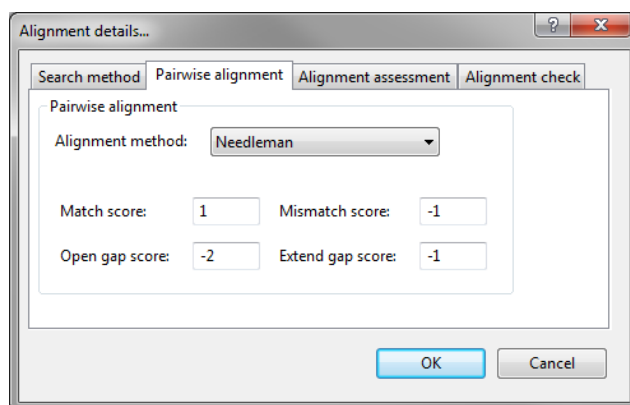 Alignment details...
?
Search method Pairwise alignment Alignment assessment Alignment check
Pairwise alignment
Alignment method: Needleman
Match score: 1 Mismatch score: -1
Open gap score: -2 Extend gap score: -1
OK Cancel